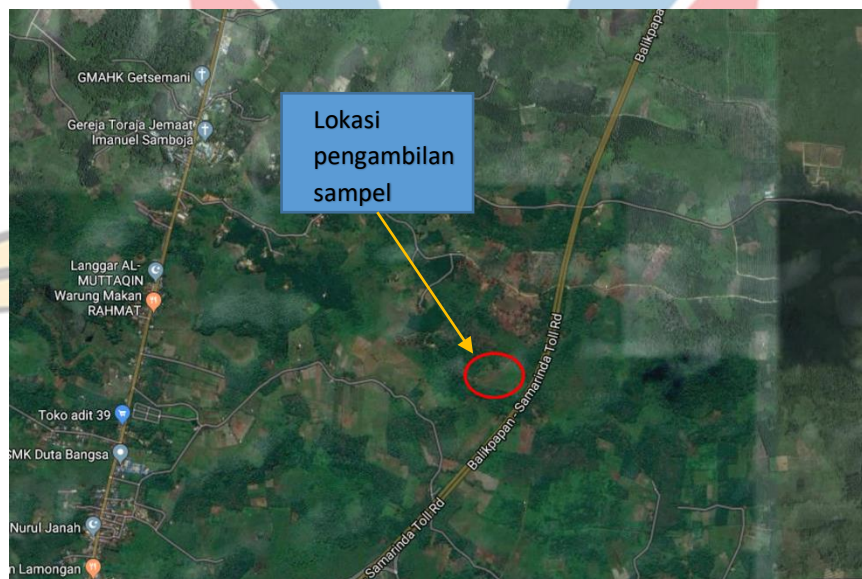 Balikpapa
GMAHK Getsemani
Gereja Toraja Jemaat
Imanuel Samboja
Lokasi
pengambilan
sampel
Langgar AL-
MUTTAQIN
Warung Makan
RAHMAT
Balikpapan - Samarinda Toll Rd
Toko adit 39
SMK Duta Bangsa
Nurul Janah
Samarinda Toll Rd
n Lamongan